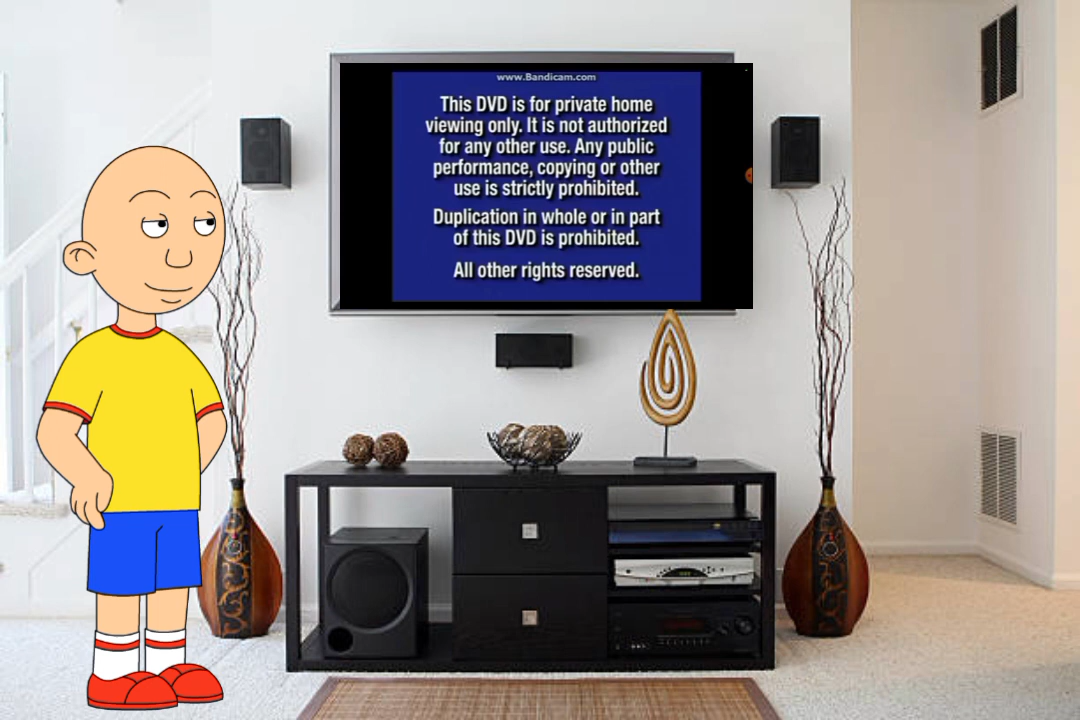 www.Bandicam.com
This DVD is for private home
viewing only. It is not authorized
for any other use. Any public
performance, copying or other
use is strictly prohibited.
Duplication in whole or in part
of this DVD is prohibited.
All other rights reserved.